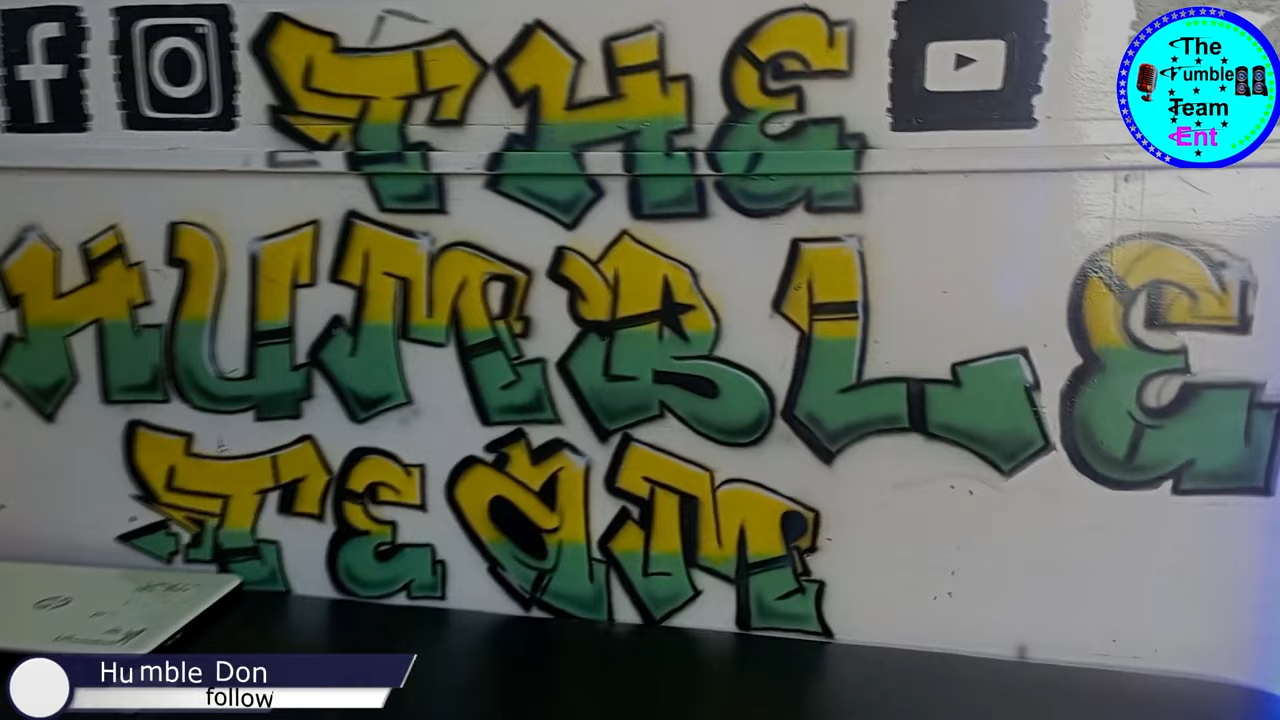 THE
HUMBLE
TEAM
The
Humble
Team
Ent
Humble Don
follow